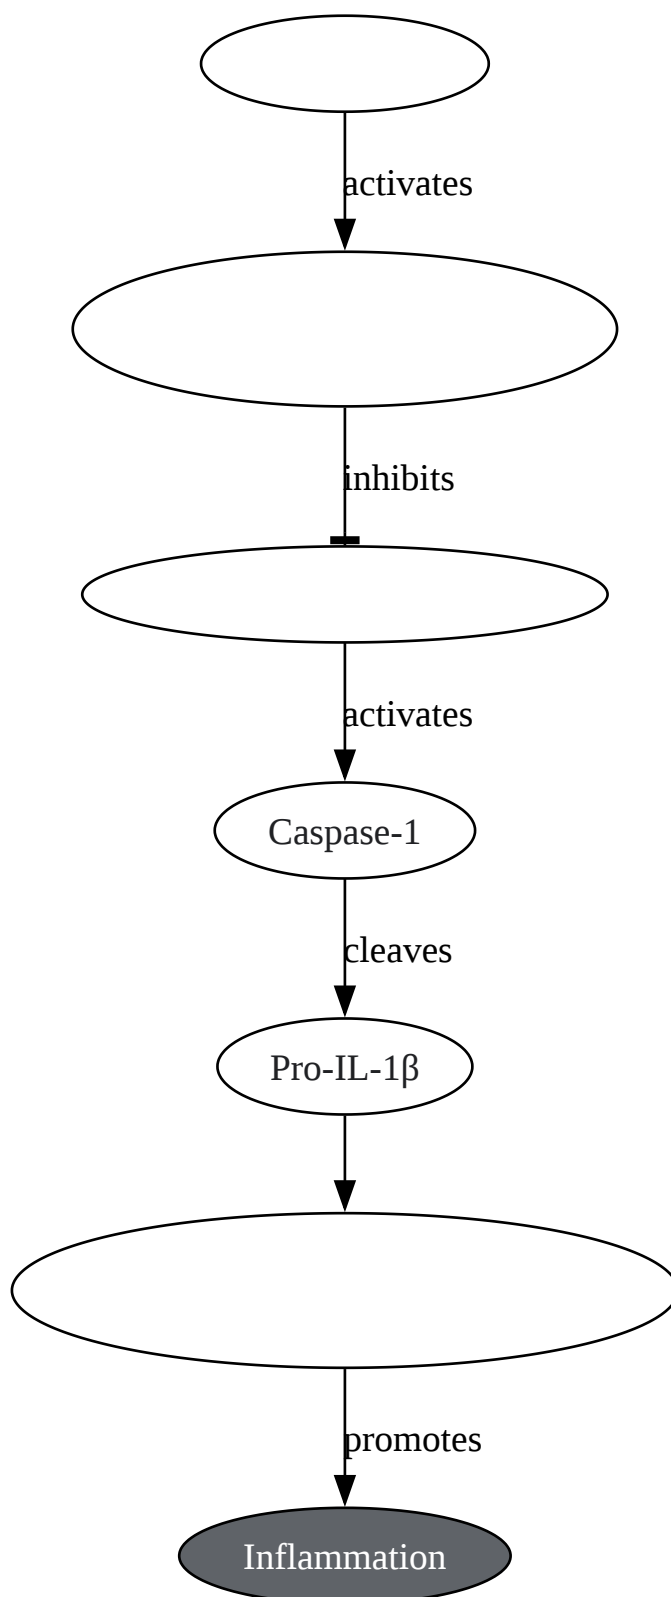 activates
inhibits
activates
Caspase-1
cleaves
Pro-IL-1β
promotes
Inflammation